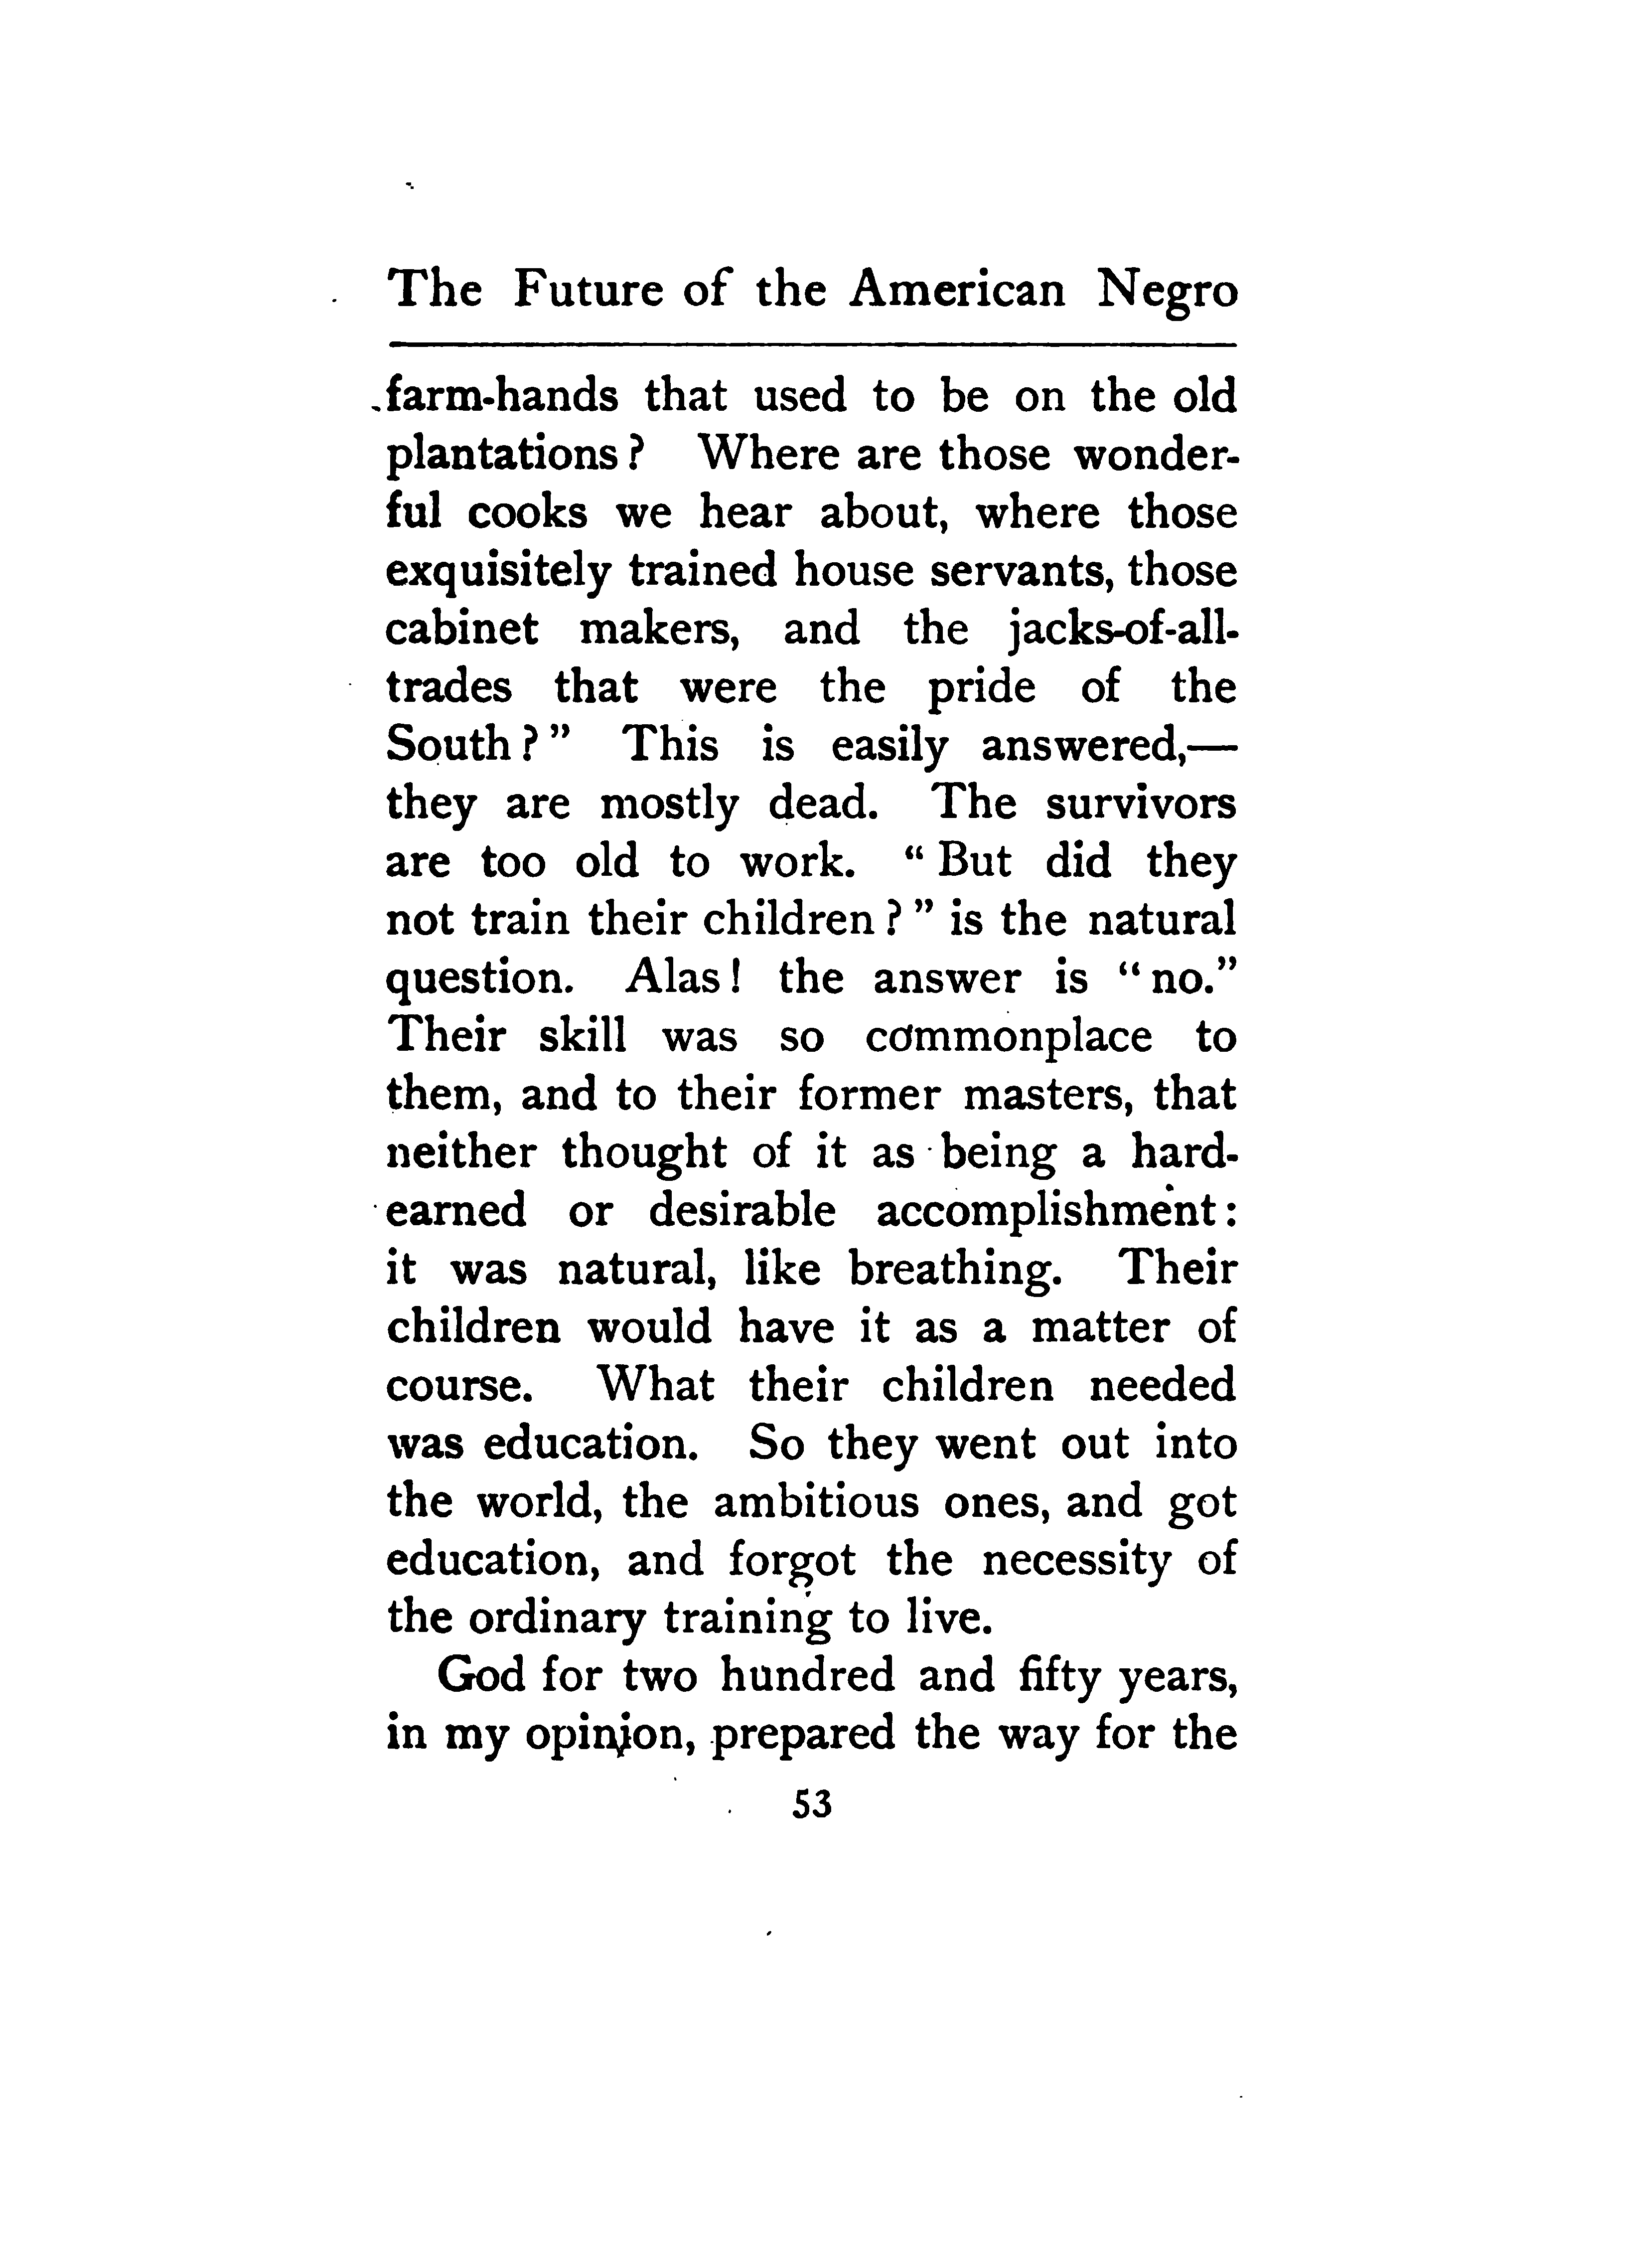 The Future of the American Negro
farm-hands that used to be on the old
plantations? Where are those wonder-
ful cooks we hear about, where those
exquisitely trained house servants, those
cabinet makers, and the jacks-of-all-
trades that were the pride of the
South?" This is easily answered,—
they are mostly dead. The survivors
are too old to work. "But did they
not train their children?" is the natural
question. Alas! the answer is "no."
Their skill was so commonplace to
them, and to their former masters, that
neither thought of it as being a hard-
earned or desirable accomplishment:
it was natural, like breathing. Their
children would have it as a matter of
course. What their children needed
was education. So they went out into
the world, the ambitious ones, and got
education, and forgot the necessity of
the ordinary training to live.
God for two hundred and fifty years,
in my opinion, prepared the way for the
53